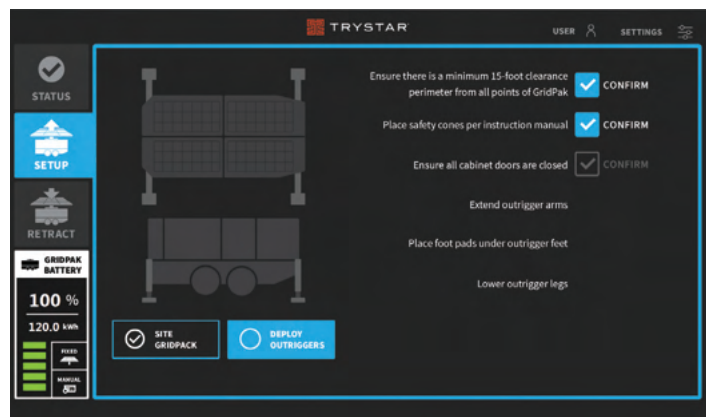 TRYSTAR
USER
SETTINGS
STATUS
SETUP
RETRACT
GRIDPAK
BATTERY
100 %
120.0 kWh
FIXED
MANUAL
Ensure there is a minimum 15-foot clearance
perimeter from all points of GridPak
CONFIRM
Place safety cones per instruction manual
CONFIRM
Ensure all cabinet doors are closed
CONFIRM
Extend outrigger arms
Place foot pads under outrigger feet
Lower outrigger legs
SITE
GRIDPACK
DEPLOY
OUTRIGGERS